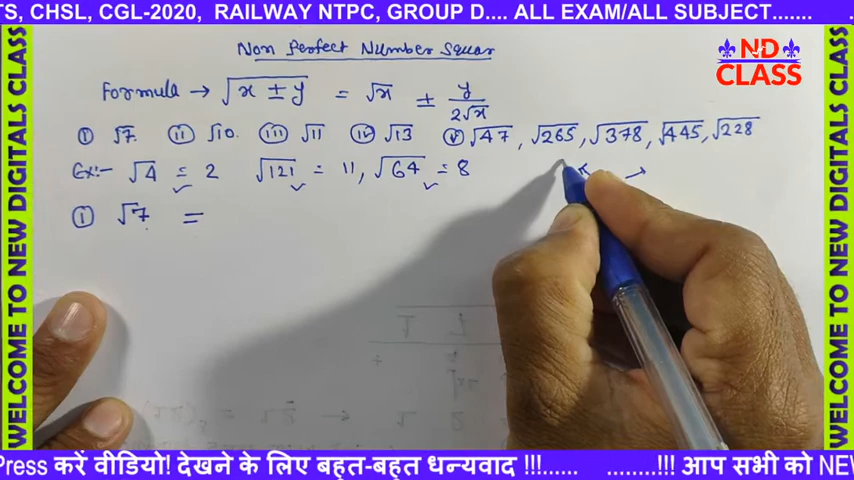 TS, CHSL, CGL-2020, RAILWAY NTPC, GROUP D.... ALL EXAM/ALL SUBJECT.......
ND
CLASS
Non Perfect Number Squar
Formula → √(x ± y) = √x ± y/2√x
(i) √7 (ii) √10 (iii) √11 (iv) √13 (v) √47, √265, √378, √445, √228
Ex:- √4 = 2 √121 = 11, √64 = 8
(i) √7 =
WELCOME TO NEW DIGITALS CLASS
WELCOME TO NEW DIGITALS CLASS
Press करें वीडियो! देखने के लिए बहत-बहत धन्यवाद !!!...... ........!!! आप सभी को NEW